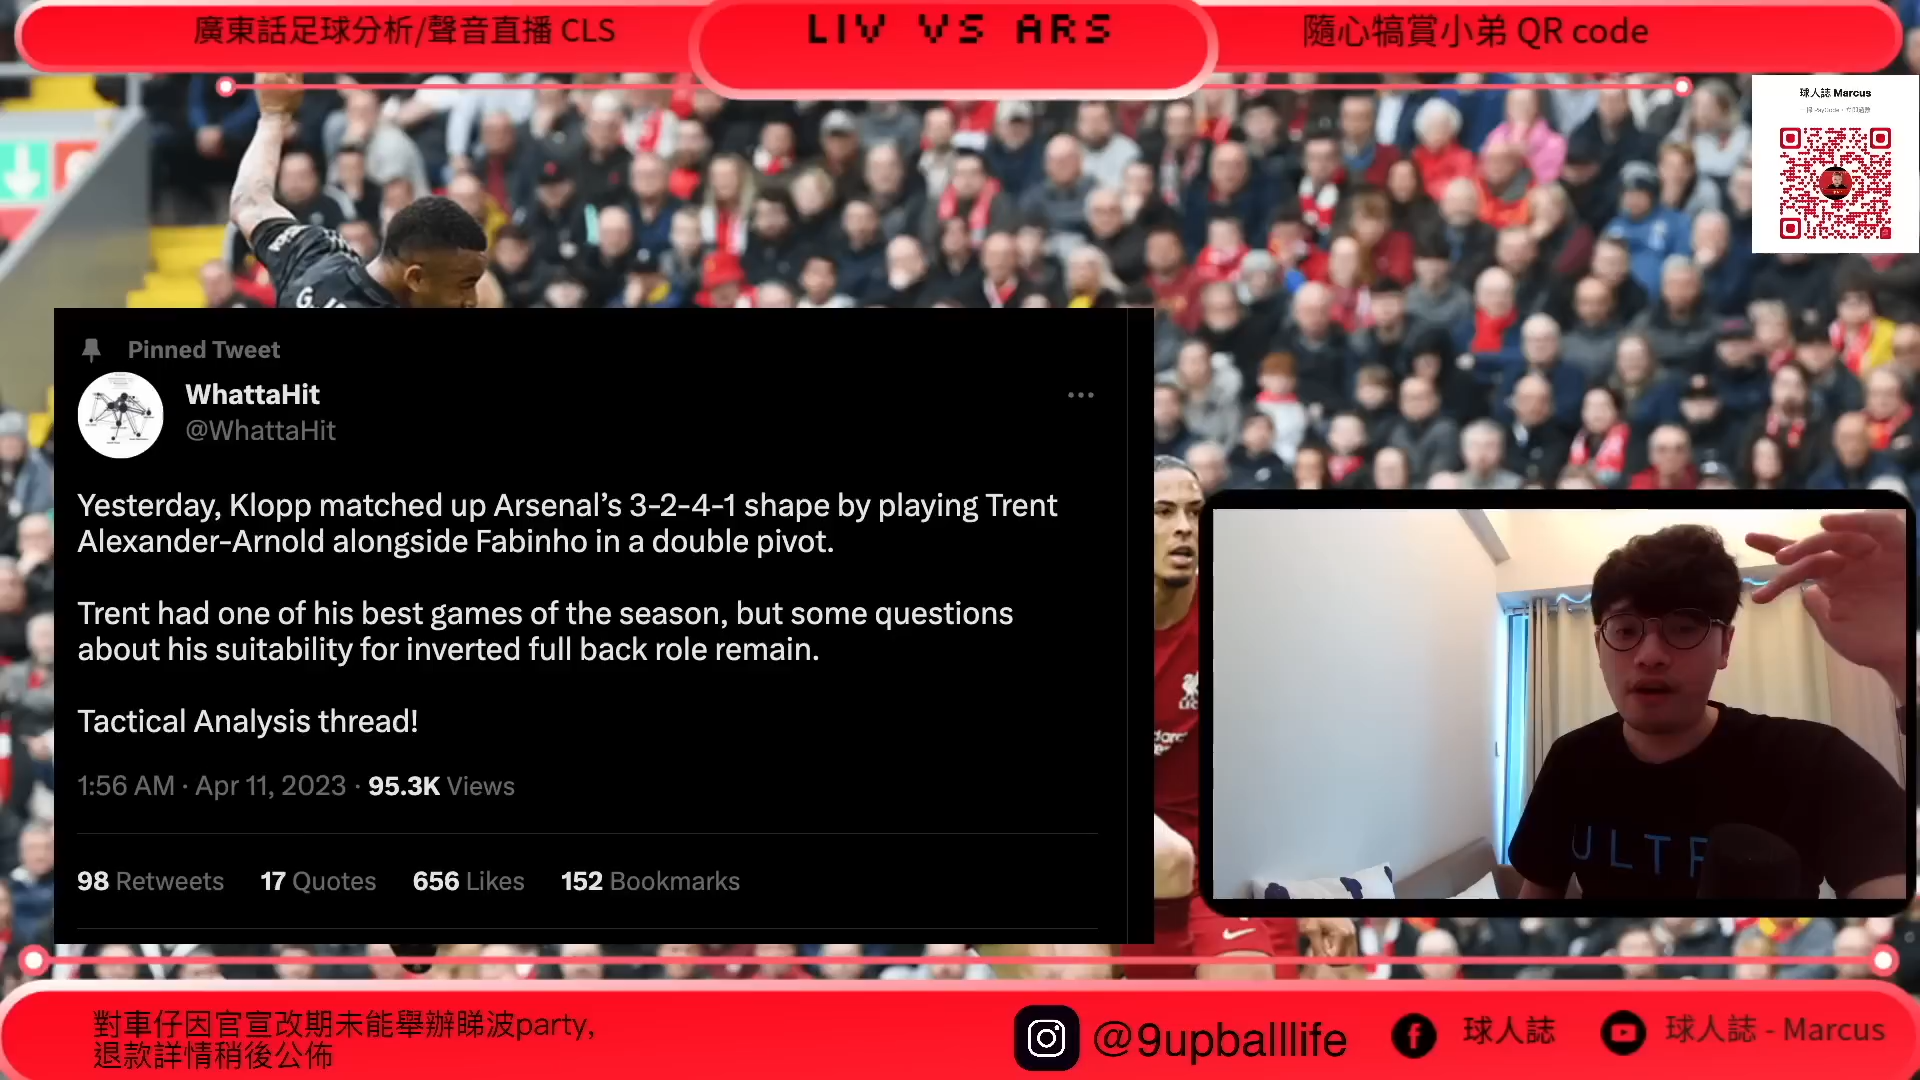 廣東話足球分析/聲音直播 CLS
LIV VS ARS
隨心犒賞小弟 QR code
球人誌 Marcus
Pinned Tweet
WhattaHit
@WhattaHit
Yesterday, Klopp matched up Arsenal’s 3-2-4-1 shape by playing Trent
Alexander-Arnold alongside Fabinho in a double pivot.
Trent had one of his best games of the season, but some questions
about his suitability for inverted full back role remain.
Tactical Analysis thread!
1:56 AM · Apr 11, 2023 · 95.3K Views
98 Retweets 17 Quotes 656 Likes 152 Bookmarks
ULTR
對車仔因官宣改期未能舉辦睇波party,
退款詳情稍後公佈
@9upballlife
球人誌
球人誌 - Marcus